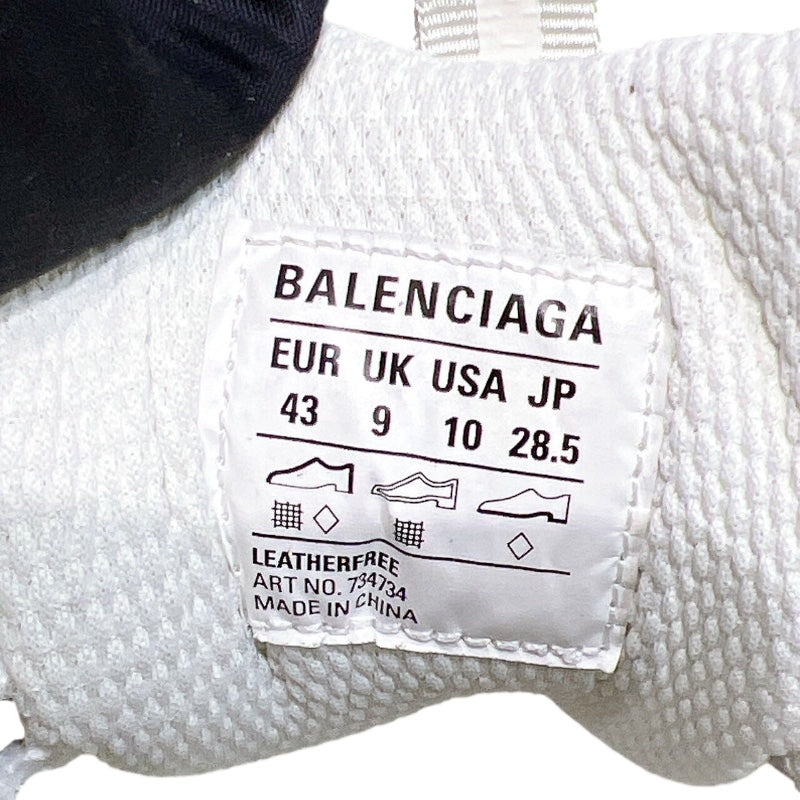 BALENCIAGA
EUR UK USA JP
43 9 10 28.5
LEATHERFREE
ART NO. 734734
MADE IN CHINA